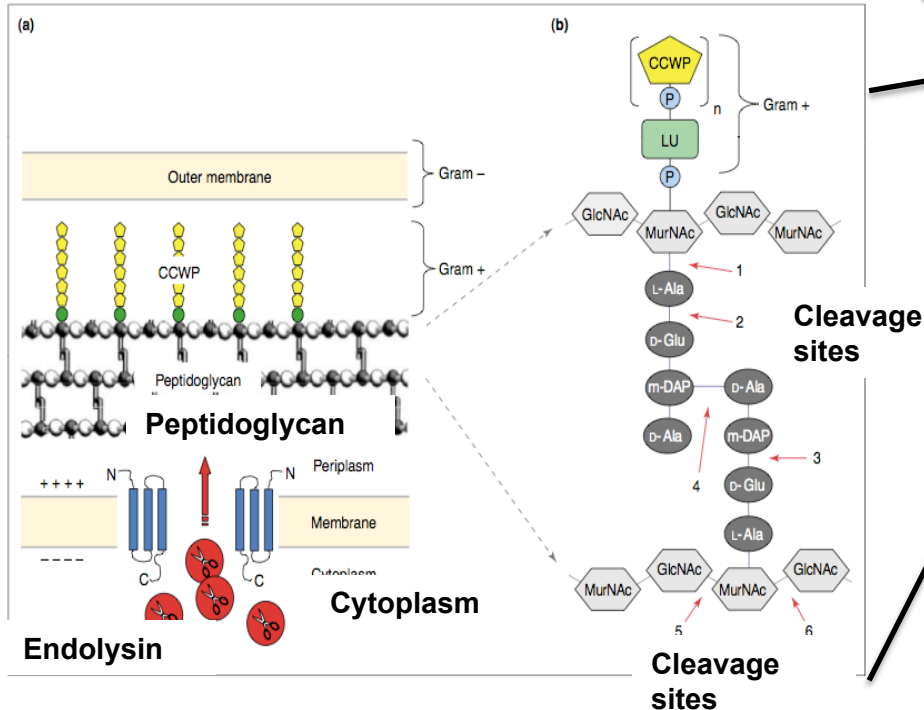 (a)
Outer membrane
Gram –
CCWP
Gram +
Peptidoglycan
Peptidoglycan
N
N
Periplasm
+ + + +
Membrane
– – – –
C
C
Cytoplasm
Cytoplasm
Endolysin
(b)
CCWP
P
n
Gram +
LU
P
GlcNAc
MurNAc
GlcNAc
MurNAc
1
L-Ala
2
D-Glu
Cleavage
sites
m-DAP
D-Ala
D-Ala
m-DAP
3
4
D-Glu
L-Ala
MurNAc
GlcNAc
MurNAc
GlcNAc
5
6
Cleavage
sites